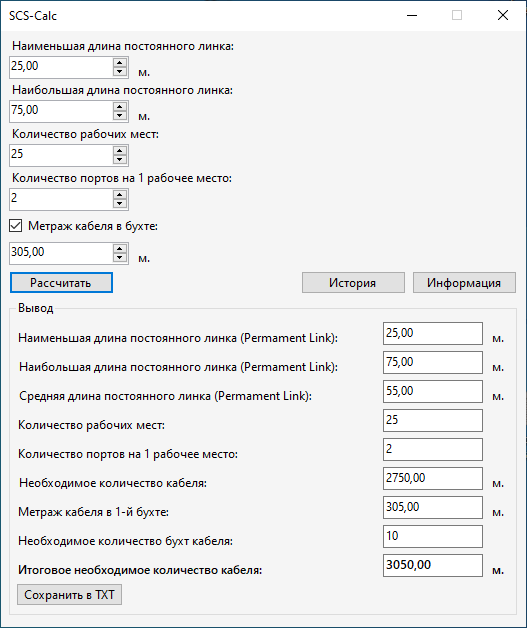 SCS-Calc
Наименьшая длина постоянного линка:
25,00 м.
Наибольшая длина постоянного линка:
75,00 м.
Количество рабочих мест:
25
Количество портов на 1 рабочее место:
2
Метраж кабеля в бухте:
305,00 м.
Рассчитать История Информация
Вывод
Наименьшая длина постоянного линка (Permament Link): 25,00 м.
Наибольшая длина постоянного линка (Permament Link): 75,00 м.
Средняя длина постоянного линка (Permament Link): 55,00 м.
Количество рабочих мест: 25
Количество портов на 1 рабочее место: 2
Необходимое количество кабеля: 2750,00 м.
Метраж кабеля в 1-й бухте: 305,00 м.
Необходимое количество бухт кабеля: 10
Итоговое необходимое количество кабеля: 3050,00 м.
Сохранить в TXT